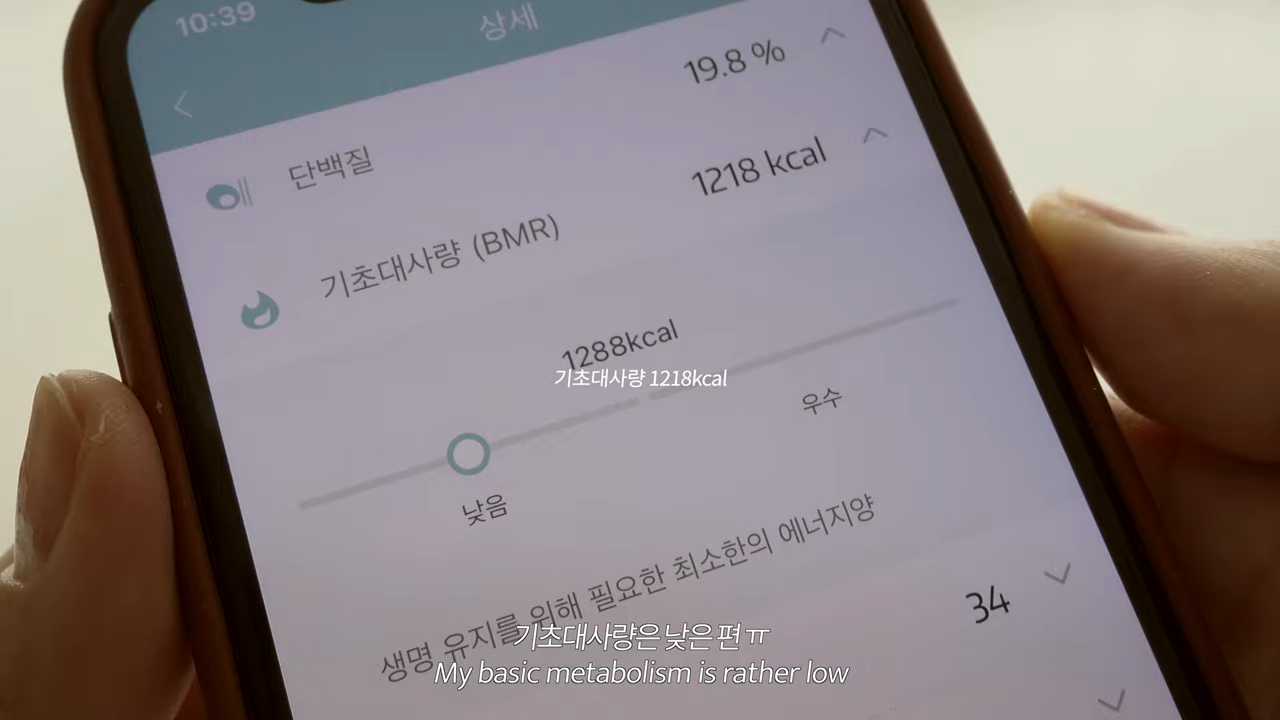 10:39
상세
19.8 %
단백질
1218 kcal
기초대사량 (BMR)
1288kcal
기초대사량 1218kcal
우수
낮음
생명 유지를 위해 필요한 최소한의 에너지양
34
기초대사량은 낮은 편 ㅠ
My basic metabolism is rather low